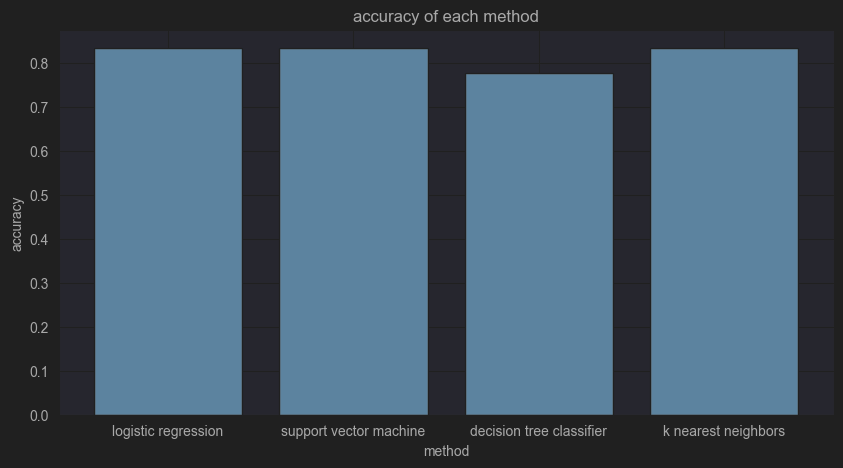 accuracy of each method
accuracy
0.8
0.7
0.6
0.5
0.4
0.3
0.2
0.1
0.0
logistic regression
support vector machine
decision tree classifier
k nearest neighbors
method